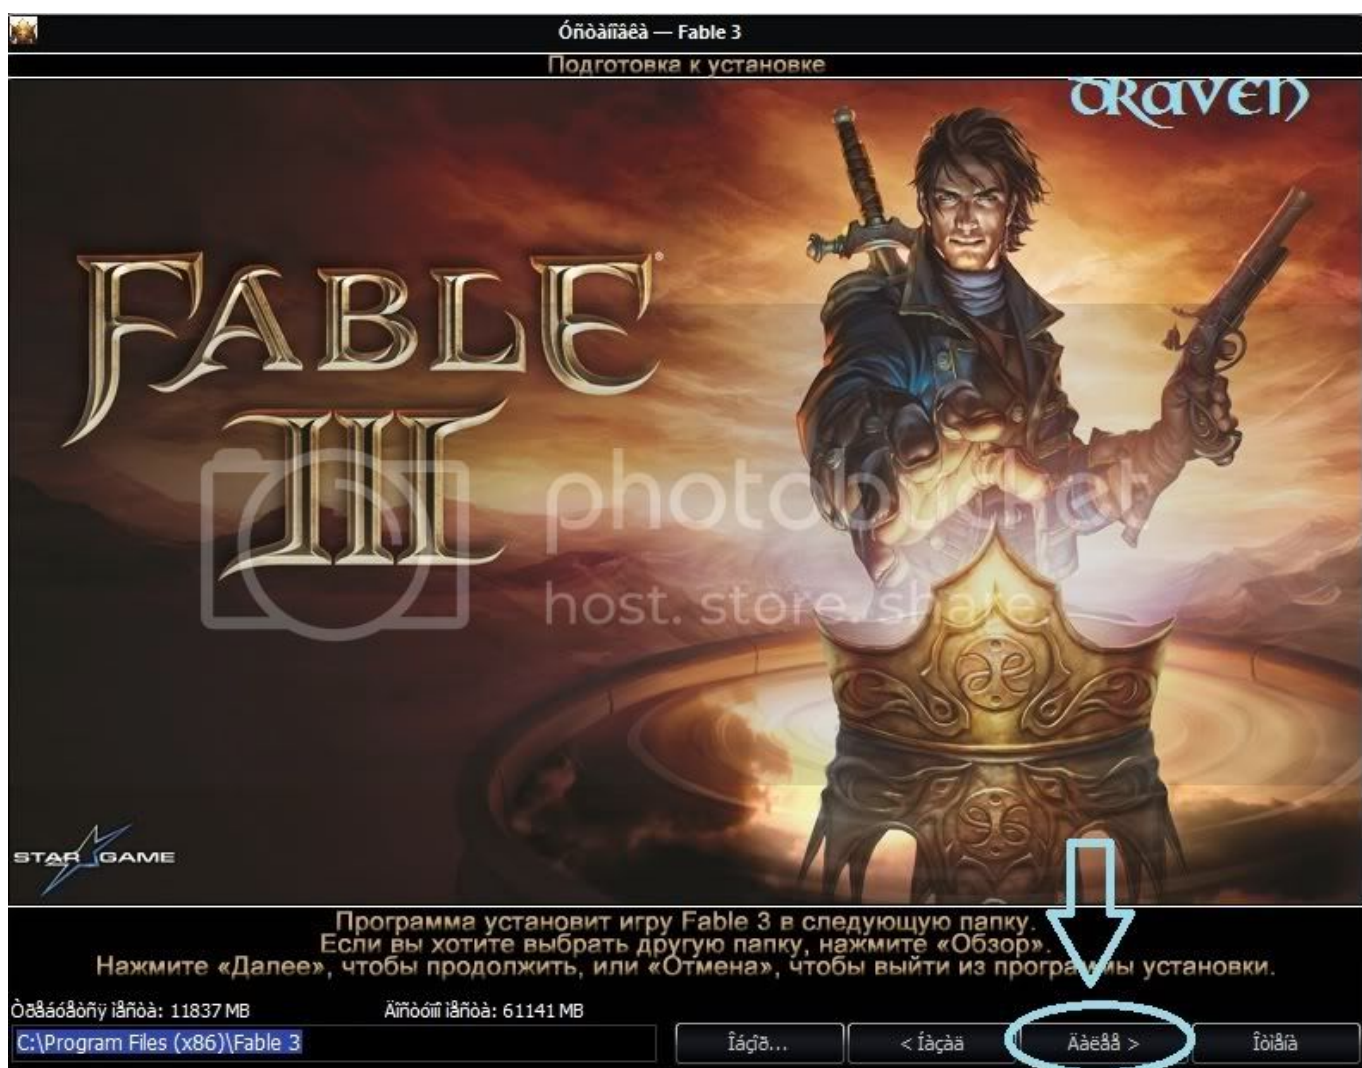 Óñòàíîâêà — Fable 3
Подготовка к установке
DRAVEN
FABLE®
III
photobucket
host. store. share.
STAR GAME
Программа установит игру Fable 3 в следующую папку.
Если вы хотите выбрать другую папку, нажмите «Обзор».
Нажмите «Далее», чтобы продолжить, или «Отмена», чтобы выйти из программы установки.
Òðåáóåòñÿ ìåñòà: 11837 MB
Äîñòóïíî ìåñòà: 61141 MB
C:\Program Files (x86)\Fable 3
Îáçîð...
< Íàçàä
Äàëåå >
Îòìåíà